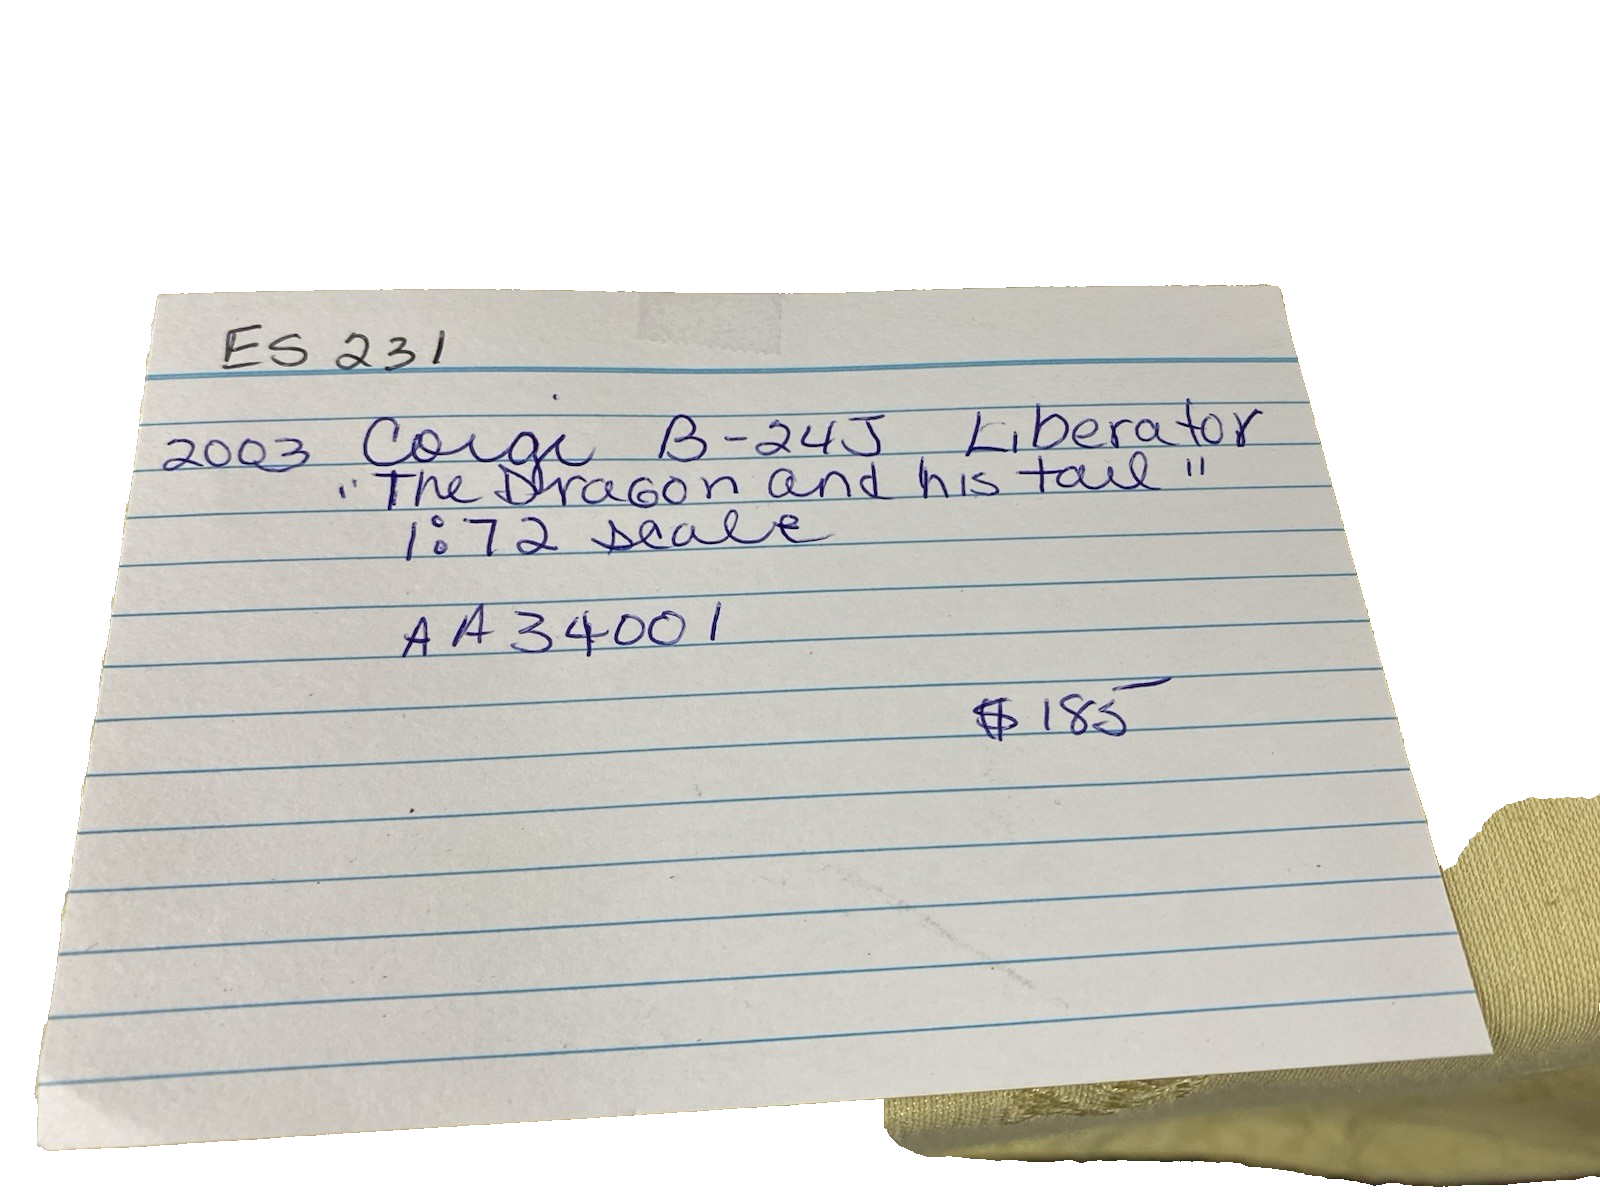 ES 231
2003 Corgi B-24J Liberator
"The Dragon and his tail"
1:72 scale
AA34001
$185